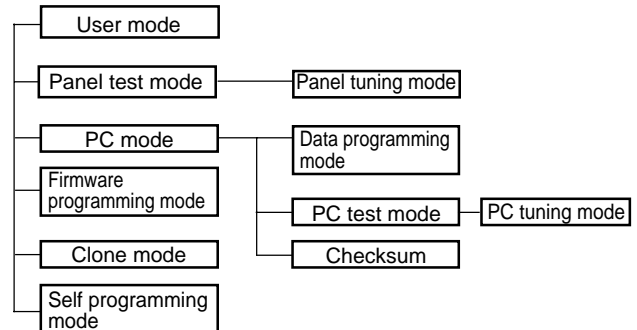 User mode
Panel test mode
Panel tuning mode
PC mode
Data programming
mode
Firmware
programming mode
PC test mode
PC tuning mode
Clone mode
Checksum
Self programming
mode